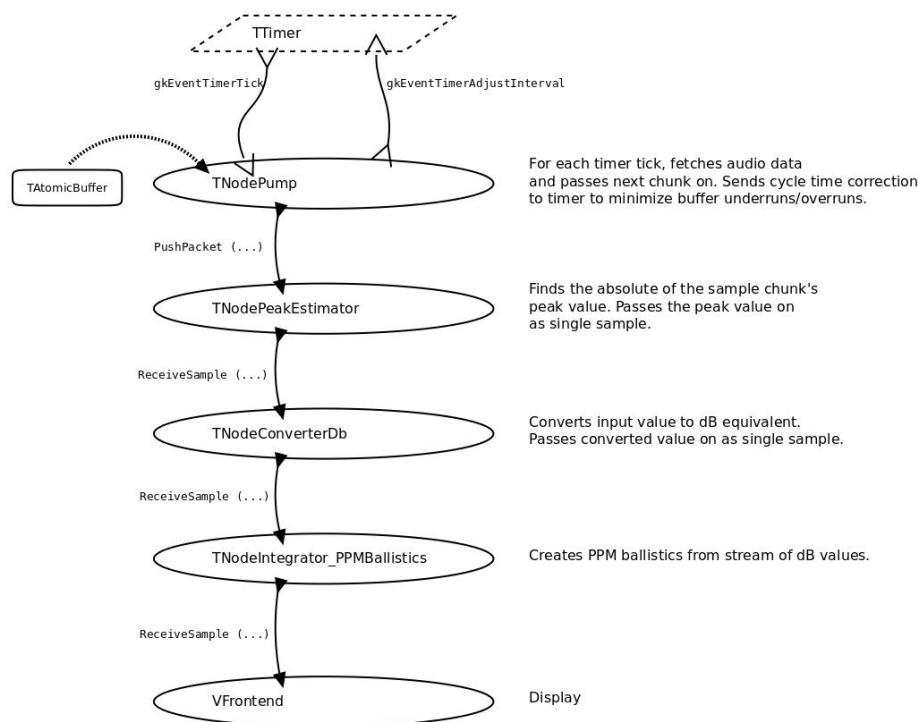 TTimer
gkEventTimerTick
gkEventTimerAdjustInterval
TAtomicBuffer
TNodePump
For each timer tick, fetches audio data
and passes next chunk on. Sends cycle time correction
to timer to minimize buffer underruns/overruns.
PushPacket (...)
TNodePeakEstimator
Finds the absolute of the sample chunk's
peak value. Passes the peak value on
as single sample.
ReceiveSample (...)
TNodeConverterDb
Converts input value to dB equivalent.
Passes converted value on as single sample.
ReceiveSample (...)
TNodeIntegrator_PPMBallistics
Creates PPM ballistics from stream of dB values.
ReceiveSample (...)
VFrontend
Display